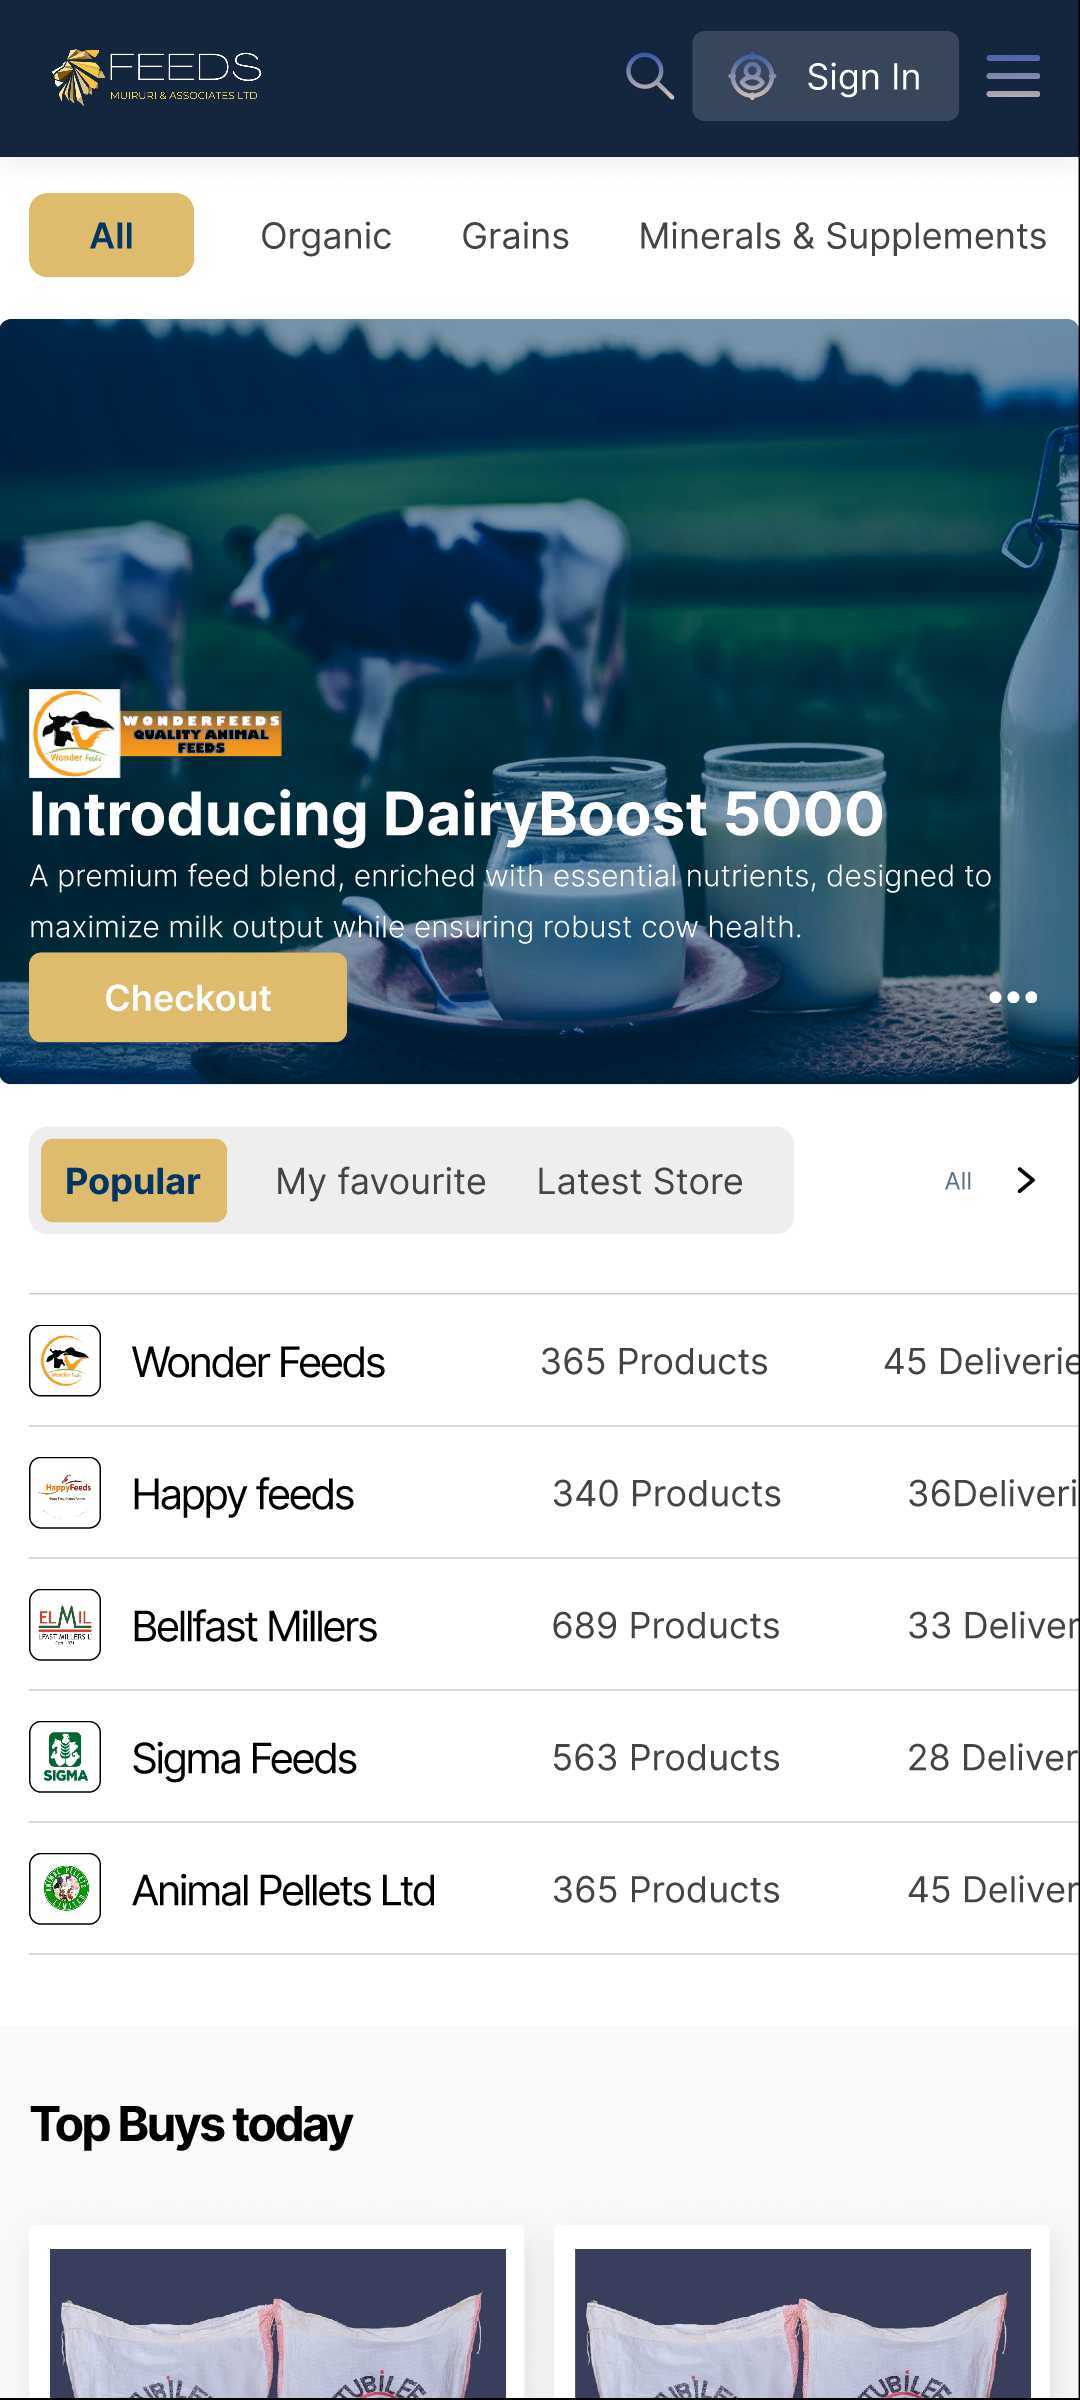 FEEDS
MUIRURI & ASSOCIATES LTD
Sign In
All
Organic
Grains
Minerals & Supplements
Wonder Feeds
WONDERFEEDS
QUALITY ANIMAL
FEEDS
Introducing DairyBoost 5000
A premium feed blend, enriched with essential nutrients, designed to
maximize milk output while ensuring robust cow health.
Checkout
Popular
My favourite
Latest Store
All
Wonder Feeds
365 Products
45 Deliverie
HappyFeeds
Happy feeds
340 Products
36Deliveri
ELMIL
LFAST MILLERS L
Bellfast Millers
689 Products
33 Deliver
SIGMA
Sigma Feeds
563 Products
28 Deliver
Animal Pellets Ltd
365 Products
45 Deliver
Top Buys today
TUBILEE
TUBILEE